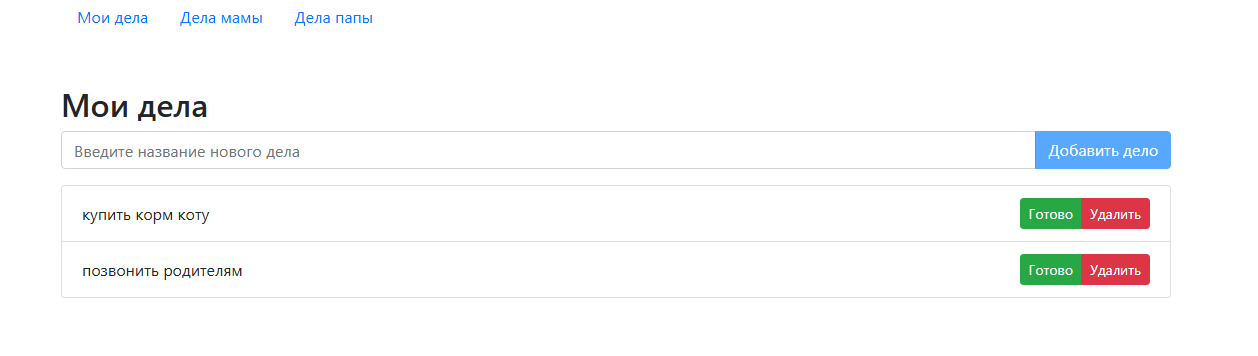 Мои дела Дела мамы Дела папы
Мои дела
Введите название нового дела Добавить дело
купить корм коту Готово Удалить
позвонить родителям Готово Удалить